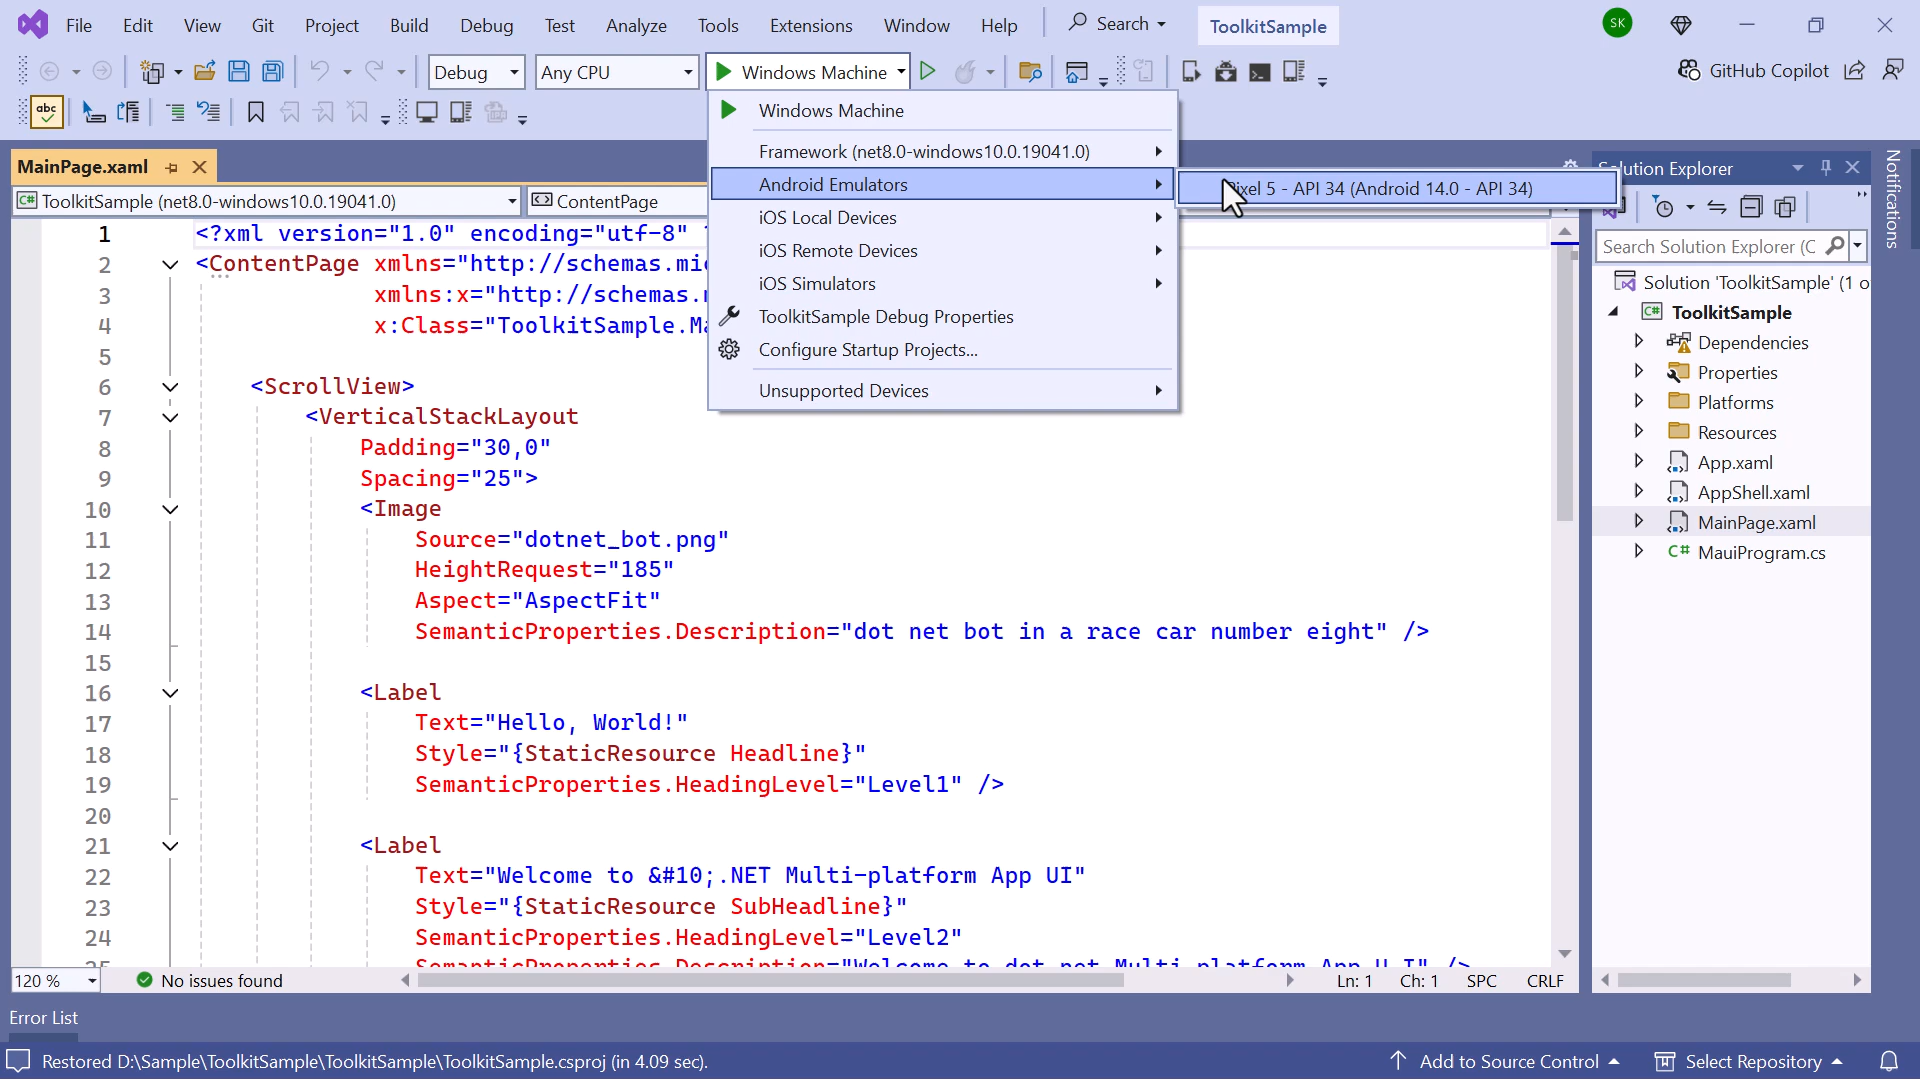 File Edit View Git Project Build Debug Test Analyze Tools Extensions Window Help Search ToolkitSample SK
Debug Any CPU Windows Machine GitHub Copilot
abc
Windows Machine
Framework (net8.0-windows10.0.19041.0)
Android Emulators
iOS Local Devices
iOS Remote Devices
iOS Simulators
ToolkitSample Debug Properties
Configure Startup Projects...
Unsupported Devices
5 - API 34 (Android 14.0 - API 34)
MainPage.xaml
C# ToolkitSample (net8.0-windows10.0.19041.0) ContentPage
1 <?xml version="1.0" encoding="utf-8"
2 <ContentPage xmlns="http://schemas.mi
3 xmlns:x="http://schemas.
4 x:Class="ToolkitSample.M
5
6 <ScrollView>
7 <VerticalStackLayout
8 Padding="30,0"
9 Spacing="25">
10 <Image
11 Source="dotnet_bot.png"
12 HeightRequest="185"
13 Aspect="AspectFit"
14 SemanticProperties.Description="dot net bot in a race car number eight" />
15
16 <Label
17 Text="Hello, World!"
18 Style="{StaticResource Headline}"
19 SemanticProperties.HeadingLevel="Level1" />
20
21 <Label
22 Text="Welcome to &#10;.NET Multi-platform App UI"
23 Style="{StaticResource SubHeadline}"
24 SemanticProperties.HeadingLevel="Level2"
25 SemanticProperties.Description="Welcome to dot net Multi platform App U I" />
120 % No issues found Ln: 1 Ch: 1 SPC CRLF
Explorer
Search Solution Explorer (C
Solution 'ToolkitSample' (1 o
C# ToolkitSample
Dependencies
Properties
Platforms
Resources
App.xaml
AppShell.xaml
MainPage.xaml
C# MauiProgram.cs
Notifications
Error List
Restored D:\Sample\ToolkitSample\ToolkitSample\ToolkitSample.csproj (in 4.09 sec). Add to Source Control Select Repository